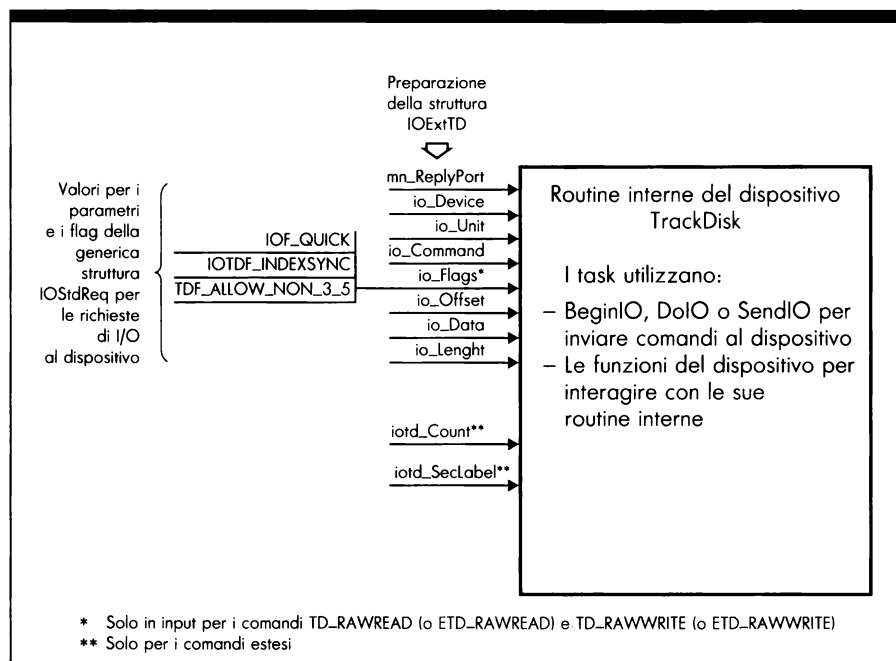 Preparazione
della struttura
IOExtTD
Valori per i
parametri
e i flag della
generica
struttura
IOStdReq per
le richieste
di I/O
al dispositivo
IOF_QUICK
IOTDF_INDEXSYNC
TDF_ALLOW_NON_3_5
mn_ReplyPort
io_Device
io_Unit
io_Command
io_Flags*
io_Offset
io_Data
io_Lenght
iotd_Count**
iotd_SecLabel**
Routine interne del dispositivo
TrackDisk
I task utilizzano:
– BeginIO, DoIO o SendIO per
inviare comandi al dispositivo
– Le funzioni del dispositivo per
interagire con le sue
routine interne
* Solo in input per i comandi TD_RAWREAD (o ETD_RAWREAD) e TD_RAWWRITE (o ETD_RAWWRITE)
** Solo per i comandi estesi